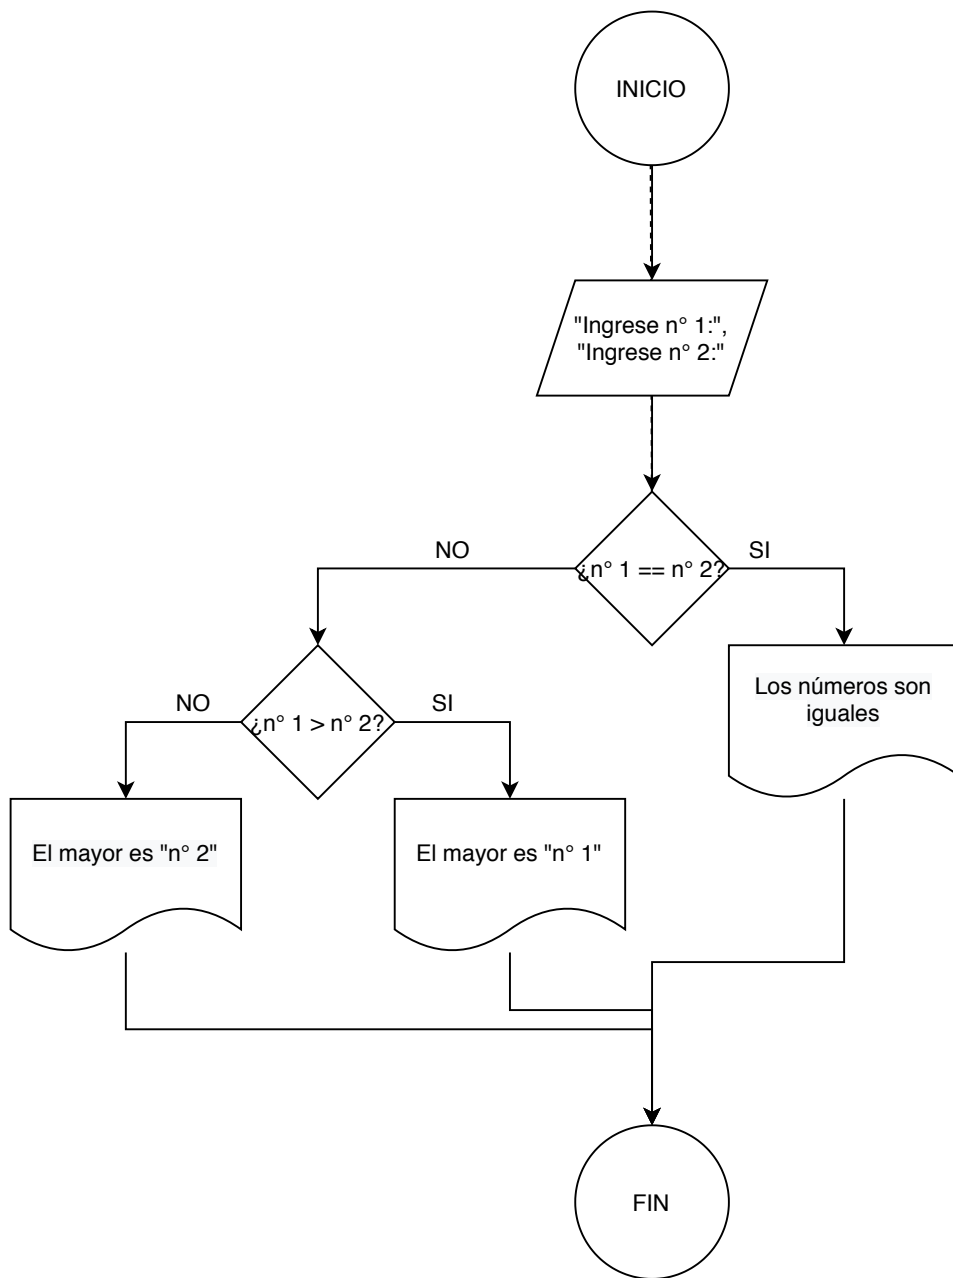 INICIO
"Ingrese n° 1:",
"Ingrese n° 2:"
NO
¿n° 1 == n° 2?
SI
Los números son
iguales
NO
¿n° 1 > n° 2?
SI
El mayor es "n° 2"
El mayor es "n° 1"
FIN